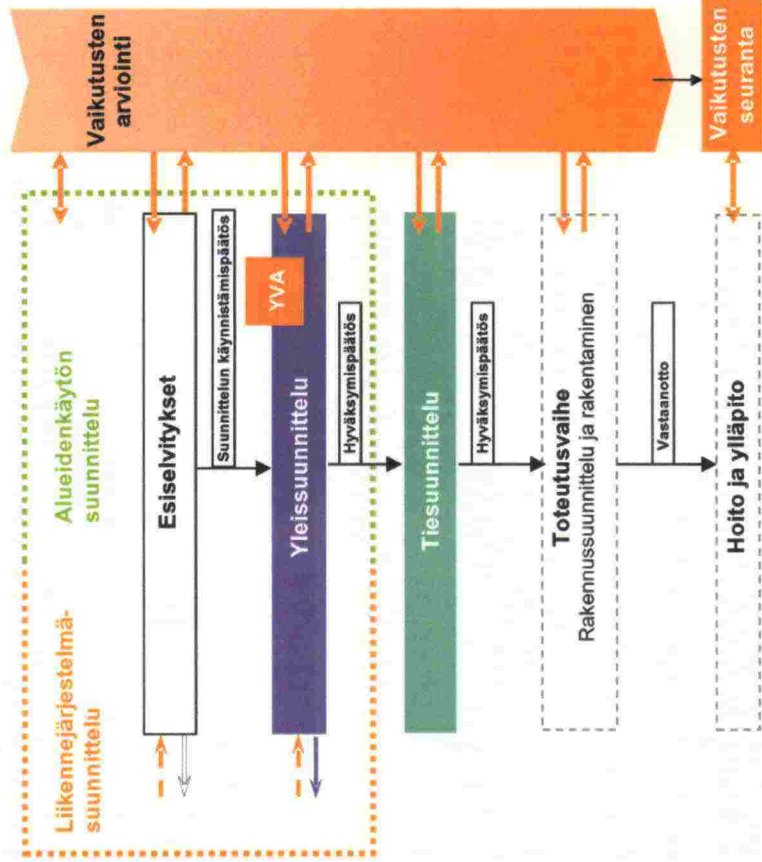 Liikennejärjestelmä-
suunnittelu
Alueidenkäytön
suunnittelu
Vaikutusten
arviointi
Esiselvitykset
Suunnittelun käynnistämispäätös
YVA
Yleissuunnittelu
Hyväksymispäätös
Tiesuunnittelu
Hyväksymispäätös
Toteutusvaihe
Rakennussuunnittelu ja rakentaminen
Vastaanotto
Hoito ja ylläpito
Vaikutusten
seuranta